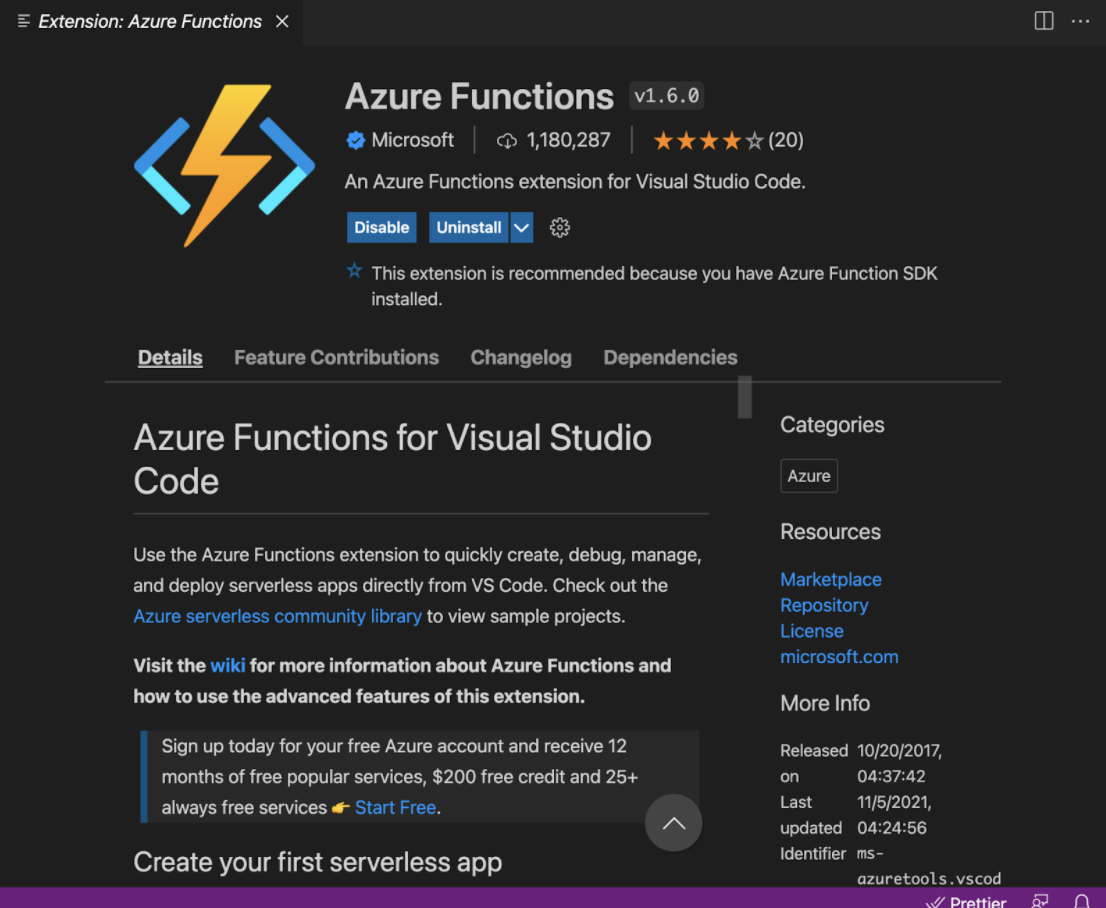 Extension: Azure Functions
Azure Functions v1.6.0
Microsoft 1,180,287 (20)
An Azure Functions extension for Visual Studio Code.
Disable Uninstall
This extension is recommended because you have Azure Function SDK
installed.
Details Feature Contributions Changelog Dependencies
Azure Functions for Visual Studio
Code
Use the Azure Functions extension to quickly create, debug, manage,
and deploy serverless apps directly from VS Code. Check out the
Azure serverless community library to view sample projects.
Visit the wiki for more information about Azure Functions and
how to use the advanced features of this extension.
Sign up today for your free Azure account and receive 12
months of free popular services, $200 free credit and 25+
always free services 👉 Start Free.
Create your first serverless app
Categories
Azure
Resources
Marketplace
Repository
License
microsoft.com
More Info
Released 10/20/2017,
on 04:37:42
Last 11/5/2021,
updated 04:24:56
Identifier ms-
azuretools.vscod
Prettier